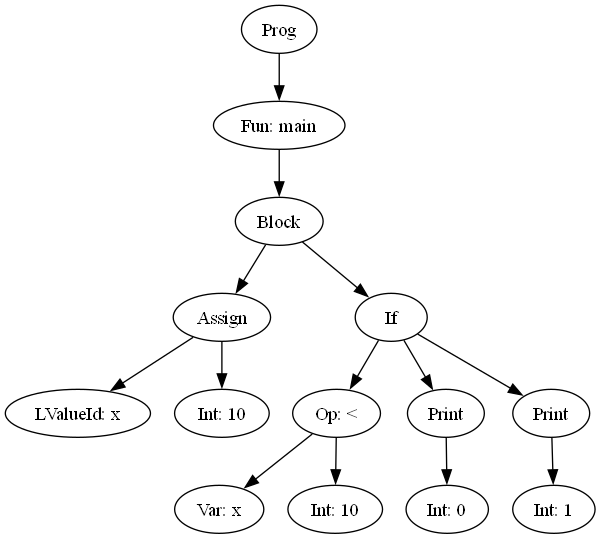 Prog
Fun: main
Block
Assign
If
LValueId: x
Int: 10
Op: <
Print
Print
Var: x
Int: 10
Int: 0
Int: 1